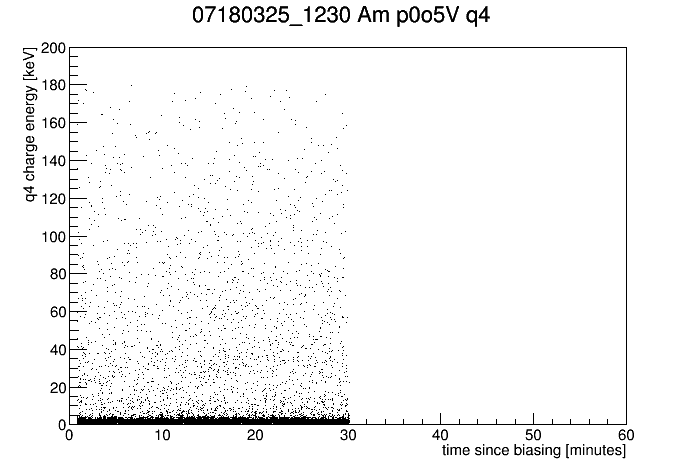 07180325_1230 Am p0o5V q4
q4 charge energy [keV]
200
180
160
140
120
100
80
60
40
20
0
0 10 20 30 40 50 60
time since biasing [minutes]